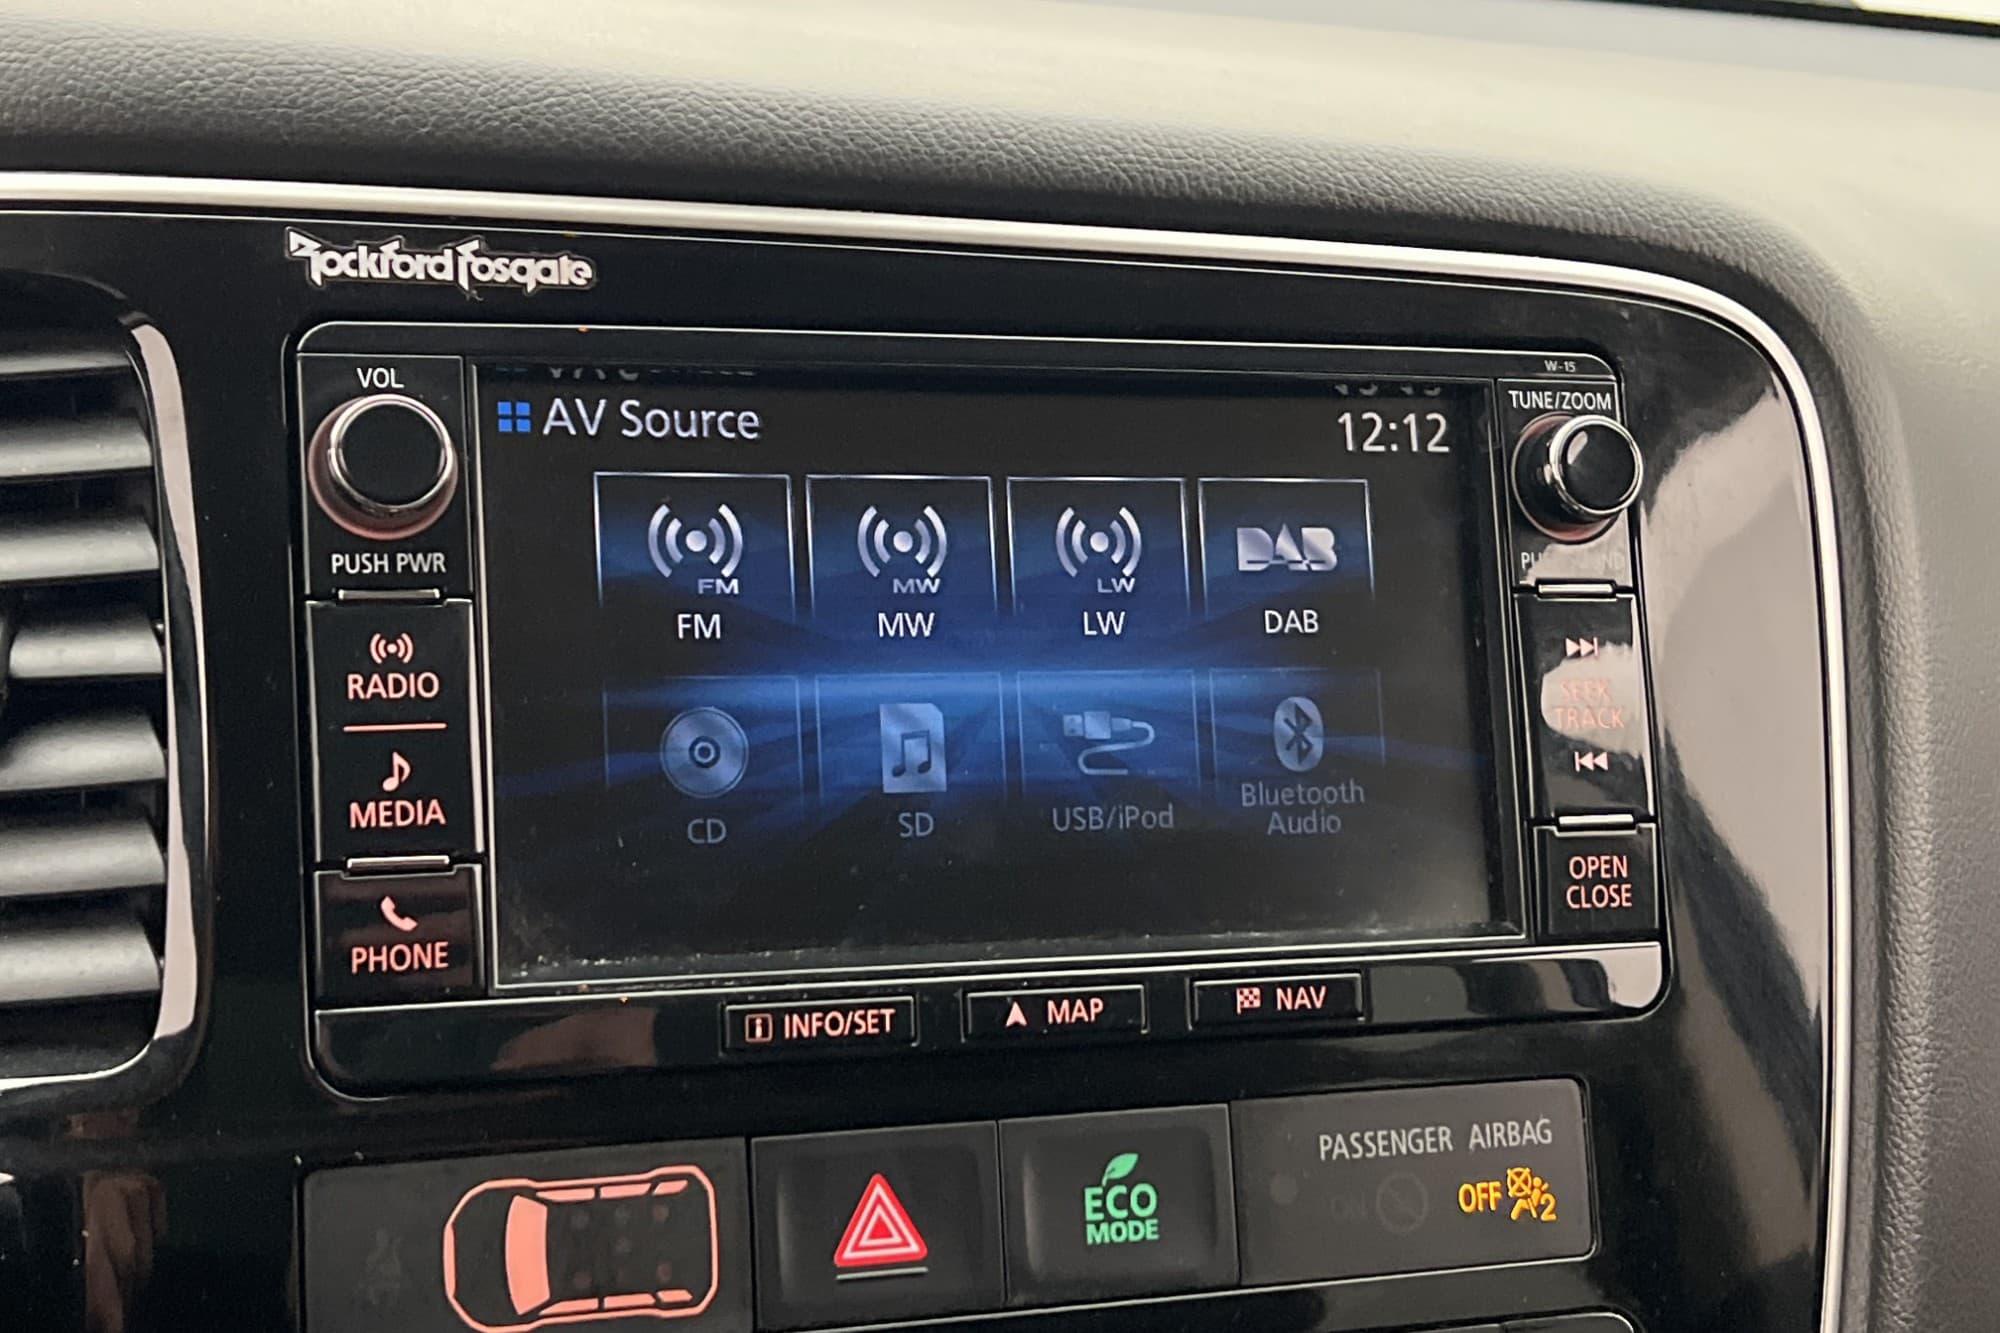 Rockford Fosgate
W-15
VOL
PUSH PWR
RADIO
MEDIA
PHONE
AV Source
12:12
FM
FM
MW
MW
LW
LW
DAB
DAB
CD
SD
USB/iPod
Bluetooth
Audio
TUNE/ZOOM
SEEK
TRACK
OPEN
CLOSE
INFO/SET
MAP
NAV
ECO
MODE
PASSENGER AIRBAG
ON
OFF
2